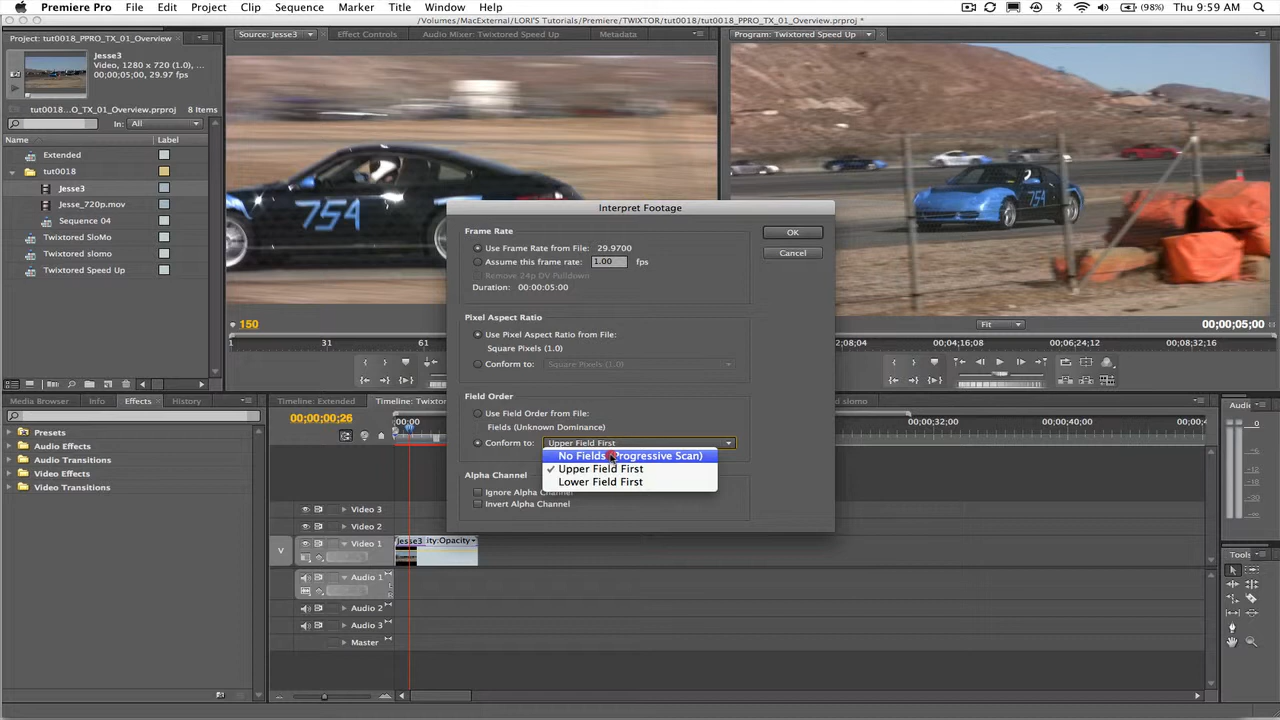 Premiere Pro File Edit Project Clip Sequence Marker Title Window Help (98%) Fri 9:59 AM
/Volumes/MacExternal/LORI'S Tutorials/Premiere/TWIXTOR/tut0018/tut0018_PPRO_TX_01_Overview.prproj *
Project: tut0018_PPRO_TX_01_Overview
Source: Jesse3 Effect Controls Audio Mixer: Twixtored Speed Up Metadata
Program: Twixtored Speed Up
Jesse3
Video, 1280 x 720 (1.0), ...
00;00;05;00, 29.97 fps
tut0018...O_TX_01_Overview.prproj 8 Items
In: All
Name Label
Extended
tut0018
Jesse3
Jesse_720p.mov
Sequence 04
Twixtored SloMo
Twixtored slomo
Twixtored Speed Up
754
754
150
1 31 61
Fit 00;00;05;00
08;04 00;04;16;08 00;06;24;12 00;08;32;16
Interpret Footage
Frame Rate
Use Frame Rate from File: 29.9700
Assume this frame rate: 1.00 fps
Remove 24p DV Pulldown
Duration: 00:00:05:00
Pixel Aspect Ratio
Use Pixel Aspect Ratio from File:
Square Pixels (1.0)
Conform to: Square Pixels (1.0)
Field Order
Use Field Order from File:
Fields (Unknown Dominance)
Conform to: Upper Field First
No Fields (Progressive Scan)
Upper Field First
Lower Field First
Alpha Channel
Ignore Alpha Channel
Invert Alpha Channel
OK
Cancel
Media Browser Info Effects History
Presets
Audio Effects
Audio Transitions
Video Effects
Video Transitions
Timeline: Extended Timeline: Twixtor slomo
00;00;00;26
;00 00;00;32;00 00;00;40;00 00;00;4
Video 3
Video 2
V Video 1
Jesse3 ity:Opacity
Audio 1
Audio 2
Audio 3
Master
Audio
0
Tools